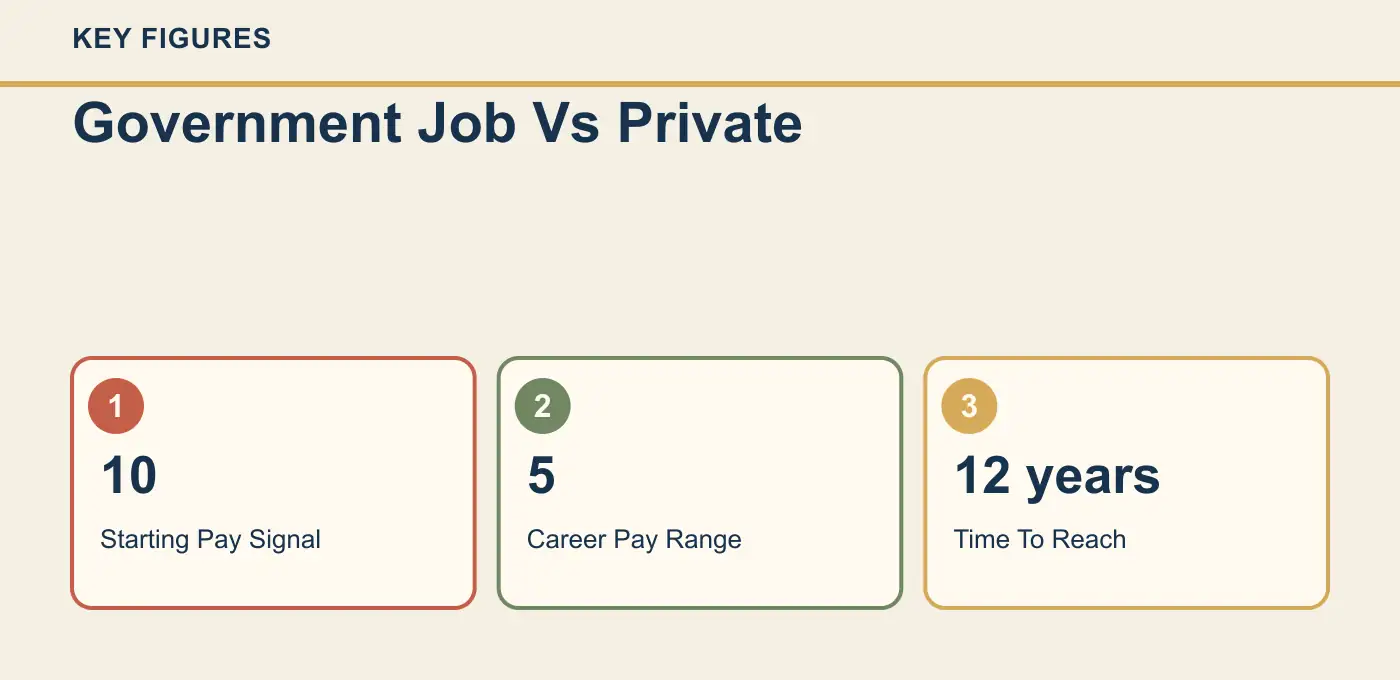 KEY FIGURES
Government Job Vs Private
1
10
Starting Pay Signal
2
5
Career Pay Range
3
12 years
Time To Reach